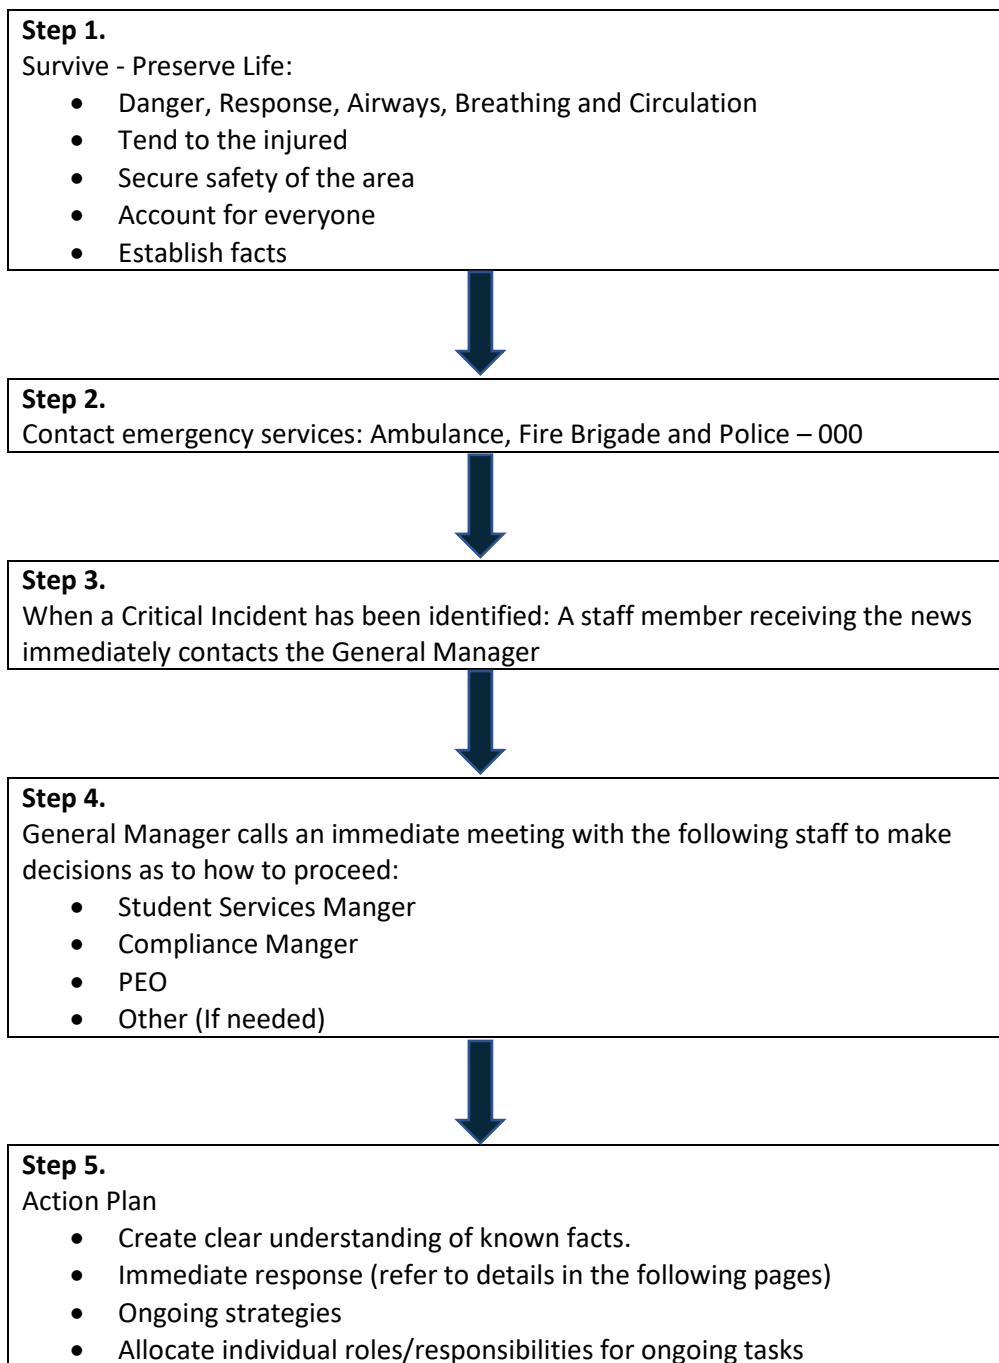 Step 1.
Survive - Preserve Life:
• Danger, Response, Airways, Breathing and Circulation
• Tend to the injured
• Secure safety of the area
• Account for everyone
• Establish facts
Step 2.
Contact emergency services: Ambulance, Fire Brigade and Police – 000
Step 3.
When a Critical Incident has been identified: A staff member receiving the news
immediately contacts the General Manager
Step 4.
General Manager calls an immediate meeting with the following staff to make
decisions as to how to proceed:
• Student Services Manger
• Compliance Manger
• PEO
• Other (If needed)
Step 5.
Action Plan
• Create clear understanding of known facts.
• Immediate response (refer to details in the following pages)
• Ongoing strategies
• Allocate individual roles/responsibilities for ongoing tasks